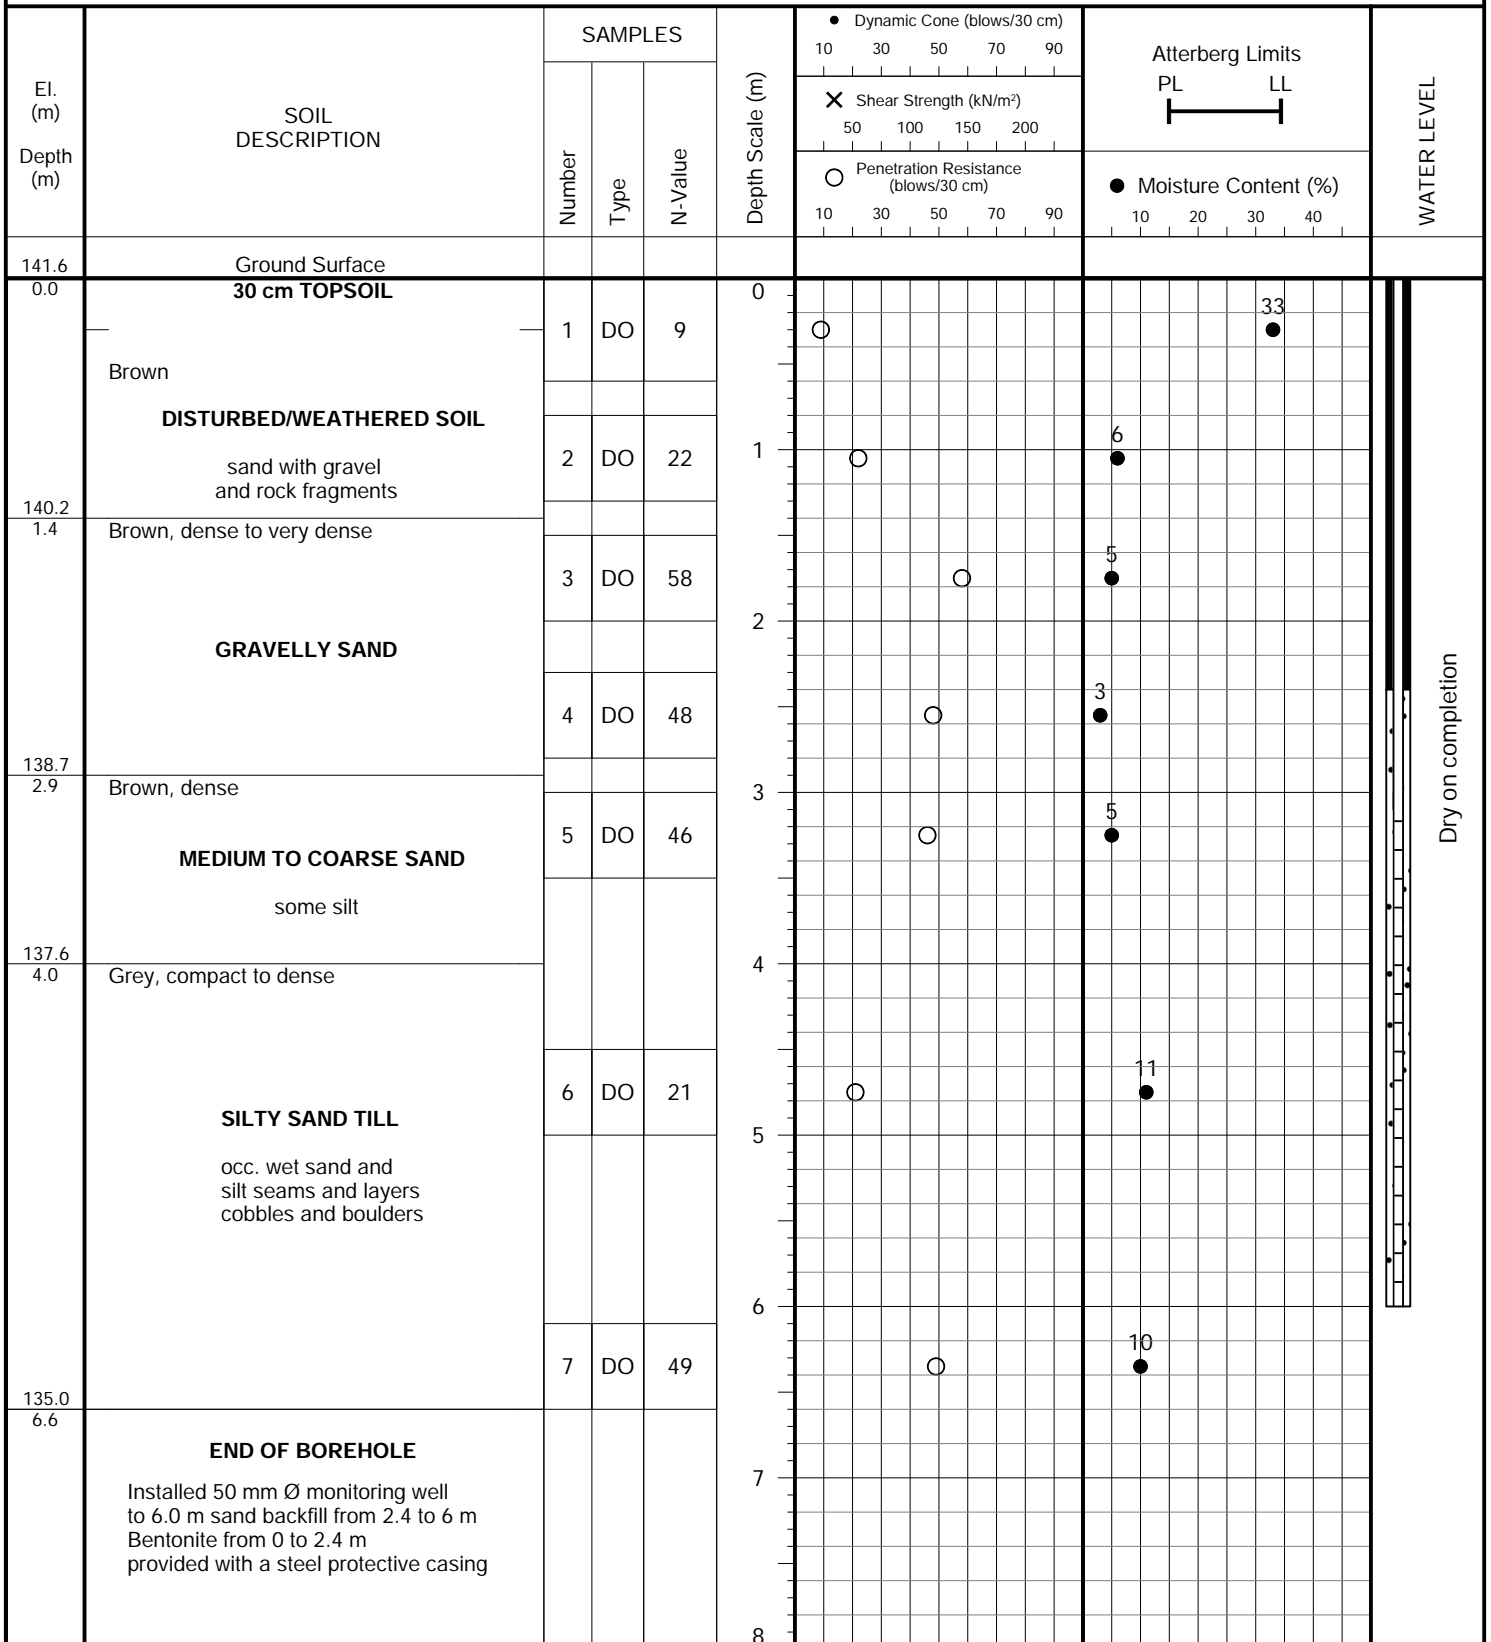 El.
(m)
Depth
(m)
SOIL
DESCRIPTION
SAMPLES
Number
Type
N-Value
Depth Scale (m)
Dynamic Cone (blows/30 cm)
10 30 50 70 90
Shear Strength (kN/m²)
50 100 150 200
Penetration Resistance
(blows/30 cm)
10 30 50 70 90
Atterberg Limits
PL LL
Moisture Content (%)
10 20 30 40
WATER LEVEL
141.6 Ground Surface
0.0 30 cm TOPSOIL 0
33
1 DO 9
Brown
DISTURBED/WEATHERED SOIL
6
1
2 DO 22
sand with gravel
and rock fragments
140.2
1.4 Brown, dense to very dense
5
3 DO 58
2
GRAVELLY SAND
3
4 DO 48
138.7
2.9 Brown, dense
3
5
5 DO 46
MEDIUM TO COARSE SAND
some silt
Dry on completion
137.6
4.0 Grey, compact to dense
4
11
6 DO 21
SILTY SAND TILL
5
occ. wet sand and
silt seams and layers
cobbles and boulders
6
10
7 DO 49
135.0
6.6
END OF BOREHOLE
7
Installed 50 mm Ø monitoring well
to 6.0 m sand backfill from 2.4 to 6 m
Bentonite from 0 to 2.4 m
provided with a steel protective casing
8